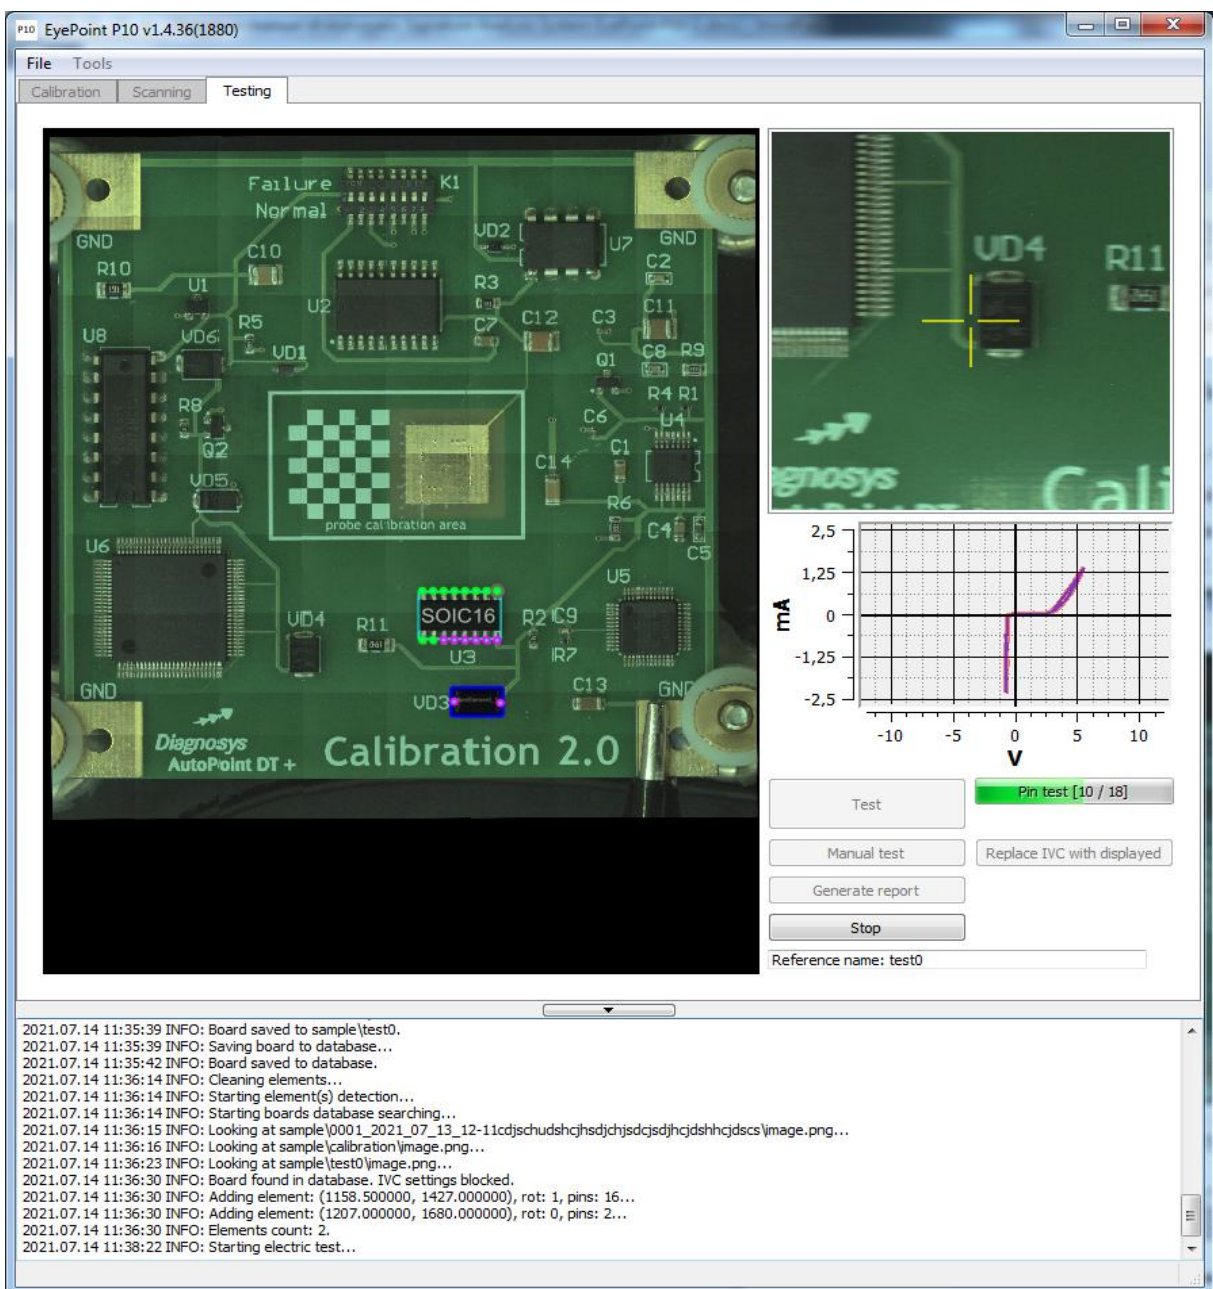 P10 EyePoint P10 v1.4.36(1880)
File Tools
Calibration Scanning Testing
Failure K1
Normal
GND
C10
R10
U1
VD2
U7
GND
C2
U2
R3
C7
C12
C3
C11
U8
VD6
R5
VD1
Q1
C8 R9
R4 R1
R8
Q2
C6
U4
C14
C1
VD5
probe calibration area
R6
C4
C5
U6
U5
SOIC16
VD4
R11
R2 C9
U3
R7
GND
VD3
C13
GND
Diagnosys
AutoPoint DT +
Calibration 2.0
VD4
R11
gnosys
AutoPoint DT
Cali
2,5
1,25
0
-1,25
-2,5
mA
-10 -5 0 5 10
V
Test
Pin test [10 / 18]
Manual test
Replace IVC with displayed
Generate report
Stop
Reference name: test0
2021.07.14 11:35:39 INFO: Board saved to sample\test0.
2021.07.14 11:35:39 INFO: Saving board to database...
2021.07.14 11:35:42 INFO: Board saved to database.
2021.07.14 11:36:14 INFO: Cleaning elements...
2021.07.14 11:36:14 INFO: Starting element(s) detection...
2021.07.14 11:36:14 INFO: Starting boards database searching...
2021.07.14 11:36:15 INFO: Looking at sample\0001_2021_07_13_12-11cdjschudshcjhsdjchjsdcjsdjhcjdshhcjdscs\image.png...
2021.07.14 11:36:16 INFO: Looking at sample\calibration\image.png...
2021.07.14 11:36:23 INFO: Looking at sample\test0\image.png...
2021.07.14 11:36:30 INFO: Board found in database. IVC settings blocked.
2021.07.14 11:36:30 INFO: Adding element: (1158.500000, 1427.000000), rot: 1, pins: 16...
2021.07.14 11:36:30 INFO: Adding element: (1207.000000, 1680.000000), rot: 0, pins: 2...
2021.07.14 11:36:30 INFO: Elements count: 2.
2021.07.14 11:38:22 INFO: Starting electric test...